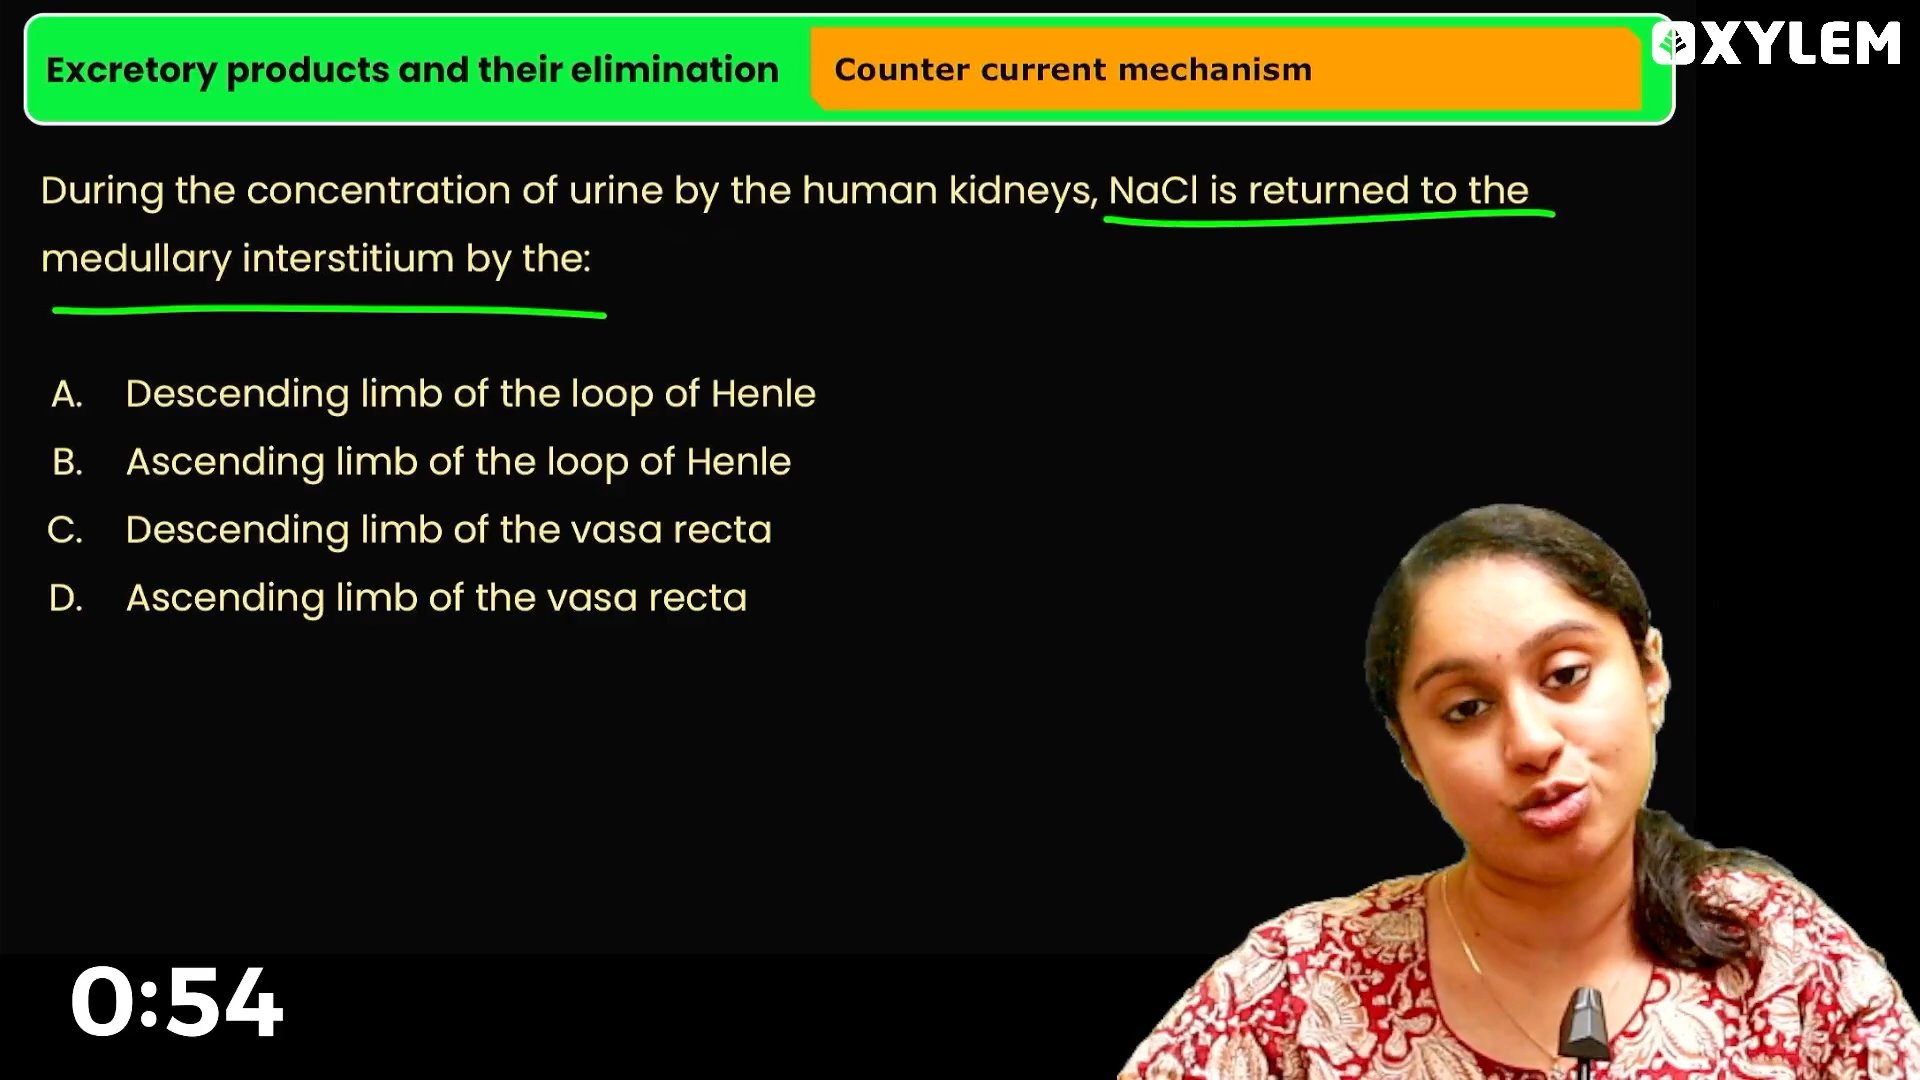 Excretory products and their elimination
Counter current mechanism
XYLEM
During the concentration of urine by the human kidneys, NaCl is returned to the
medullary interstitium by the:
A. Descending limb of the loop of Henle
B. Ascending limb of the loop of Henle
C. Descending limb of the vasa recta
D. Ascending limb of the vasa recta
0:54